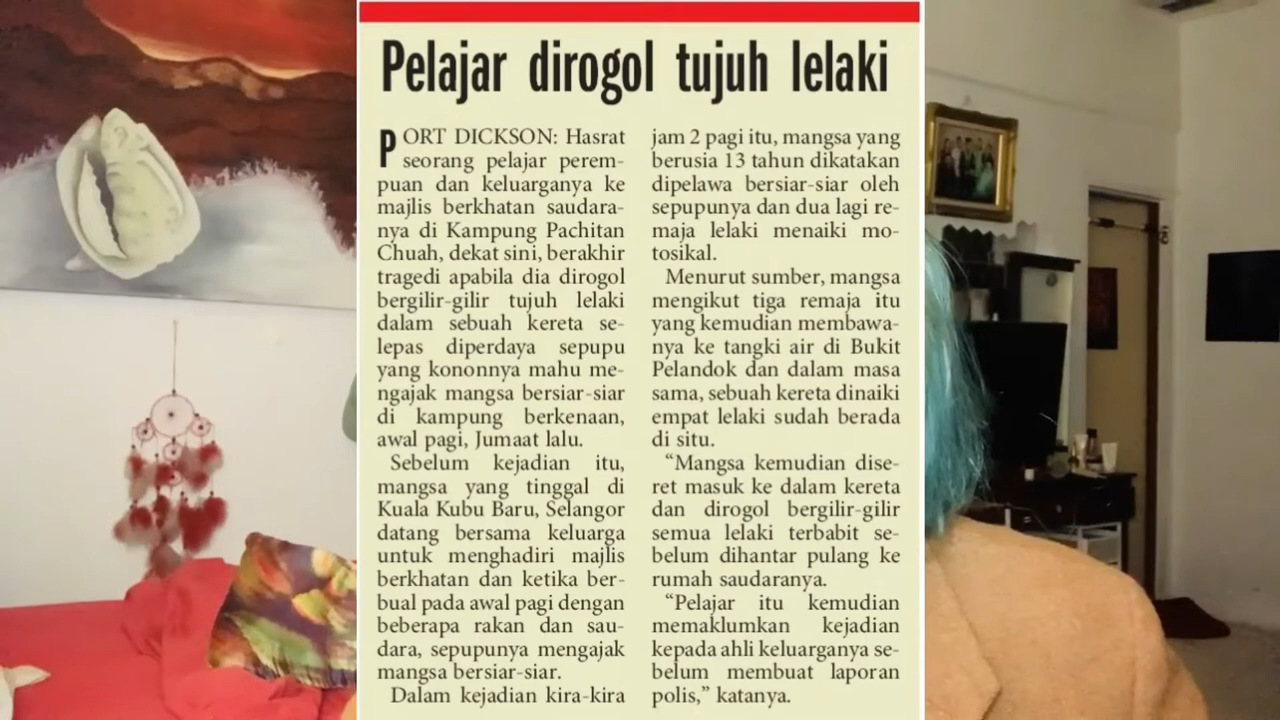 Pelajar dirogol tujuh lelaki
PORT DICKSON: Hasrat
seorang pelajar perem-
puan dan keluarganya ke
majlis berkhatan saudara-
nya di Kampung Pachitan
Chuah, dekat sini, berakhir
tragedi apabila dia dirogol
bergilir-gilir tujuh lelaki
dalam sebuah kereta se-
lepas diperdaya sepupu
yang kononnya mahu me-
ngajak mangsa bersiar-siar
di kampung berkenaan,
awal pagi, Jumaat lalu.
Sebelum kejadian itu,
mangsa yang tinggal di
Kuala Kubu Baru, Selangor
datang bersama keluarga
untuk menghadiri majlis
berkhatan dan ketika ber-
bual pada awal pagi dengan
beberapa rakan dan sau-
dara, sepupunya mengajak
mangsa bersiar-siar.
Dalam kejadian kira-kira
jam 2 pagi itu, mangsa yang
berusia 13 tahun dikatakan
dipelawa bersiar-siar oleh
sepupunya dan dua lagi re-
maja lelaki menaiki mo-
tosikal.
Menurut sumber, mangsa
mengikut tiga remaja itu
yang kemudian membawa-
nya ke tangki air di Bukit
Pelandok dan dalam masa
sama, sebuah kereta dinaiki
empat lelaki sudah berada
di situ.
“Mangsa kemudian dise-
ret masuk ke dalam kereta
dan dirogol bergilir-gilir
semua lelaki terbabit se-
belum dihantar pulang ke
rumah saudaranya.
“Pelajar itu kemudian
memaklumkan kejadian
kepada ahli keluarganya se-
belum membuat laporan
polis,” katanya.